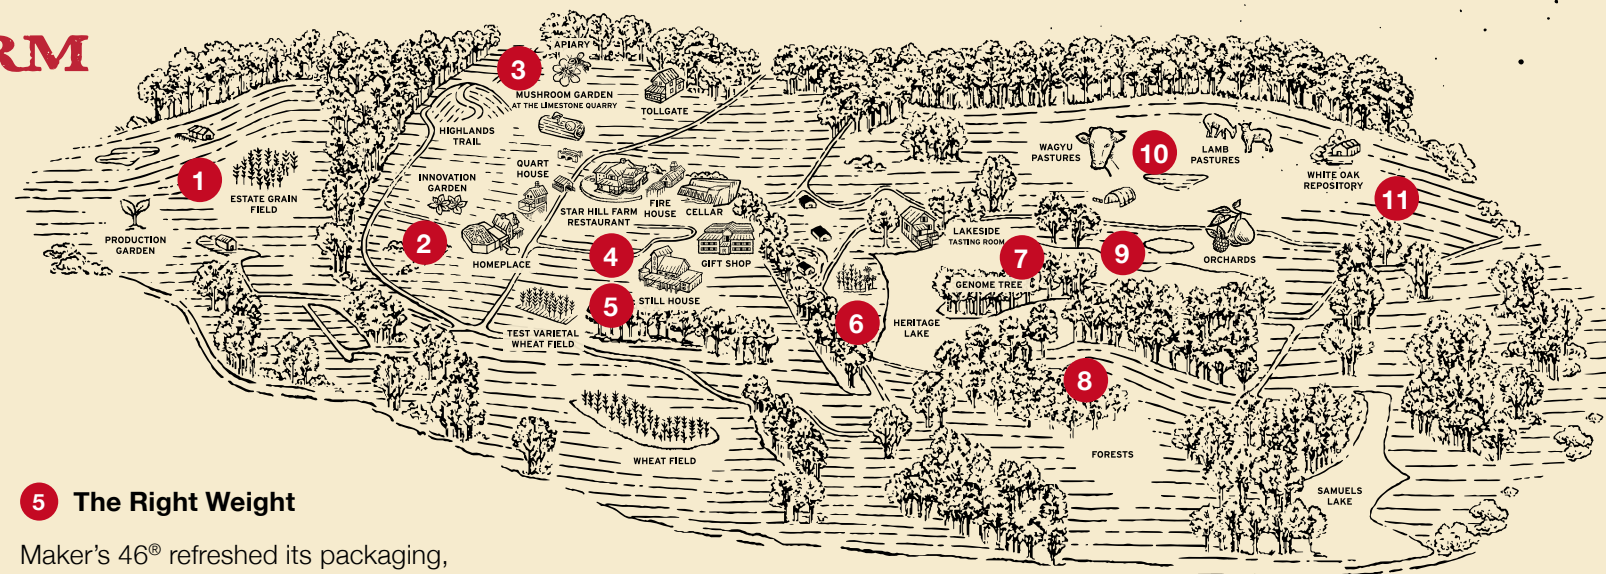 RM
APIARY
3
MUSHROOM GARDEN
AT THE LIMESTONE QUARRY
TOLLGATE
HIGHLANDS
TRAIL
WAGYU
PASTURES
10
LAMB
PASTURES
WHITE OAK
REPOSITORY
11
1
ESTATE GRAIN
FIELD
PRODUCTION
GARDEN
INNOVATION
GARDEN
QUART
HOUSE
2
HOMEPLACE
STAR HILL FARM
RESTAURANT
FIRE
HOUSE
CELLAR
4
GIFT SHOP
5
STILL HOUSE
TEST VARIETAL
WHEAT FIELD
LAKESIDE
TASTING ROOM
7
9
ORCHARDS
GENOME TREE
6
HERITAGE
LAKE
8
WHEAT FIELD
FORESTS
SAMUELS
LAKE
5 The Right Weight
Maker's 46® refreshed its packaging,